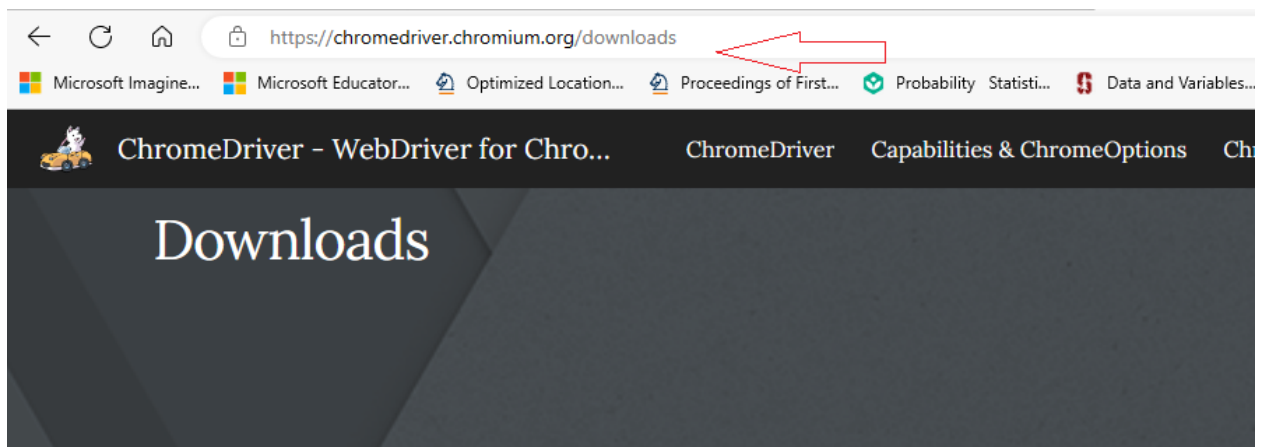 https://chromedriver.chromium.org/downloads
Microsoft Imagine... Microsoft Educator... Optimized Location... Proceedings of First... Probability Statisti... Data and Variables...
ChromeDriver - WebDriver for Chro... ChromeDriver Capabilities & ChromeOptions
Downloads